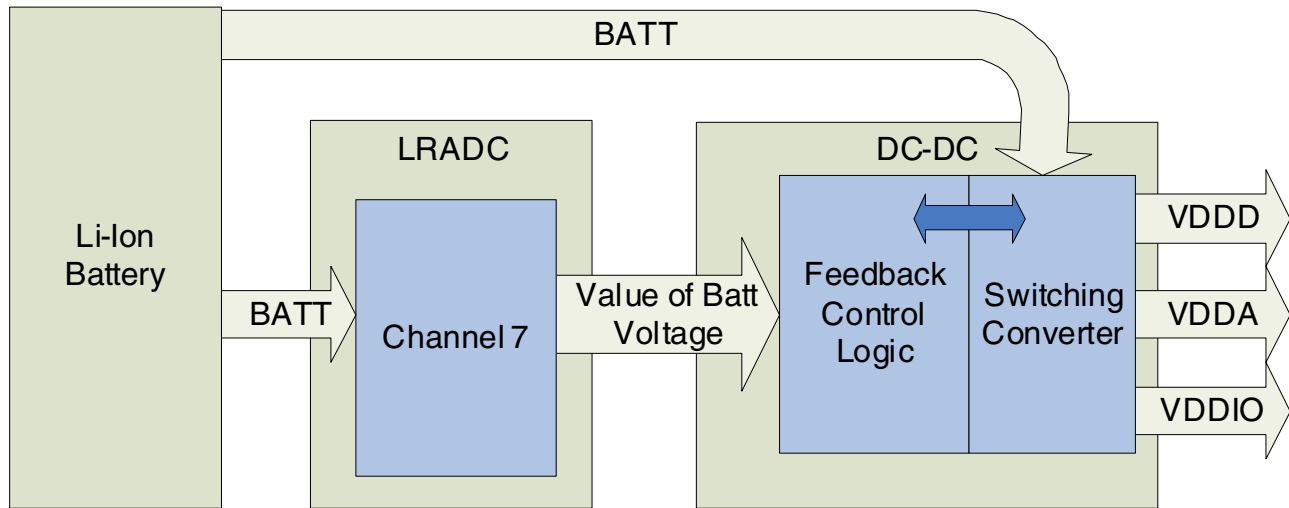 BATT
LRADC
DC-DC
Li-Ion
Battery
BATT
Channel 7
Value of Batt
Voltage
Feedback
Control
Logic
Switching
Converter
VDDD
VDDA
VDDIO